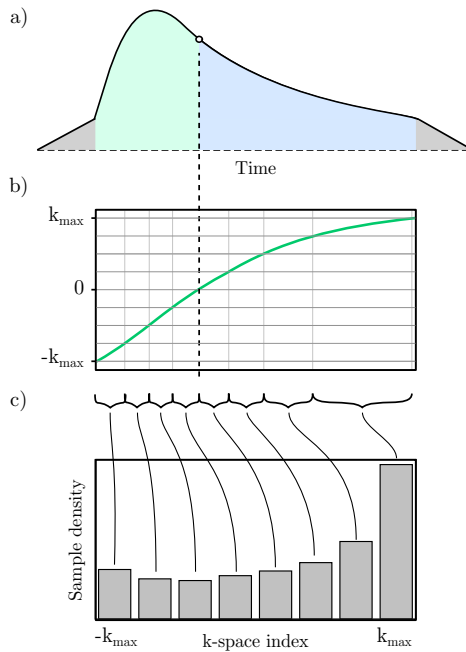 a)
Time
b)
kmax
0
-kmax
c)
Sample density
-kmax
k-space index
kmax